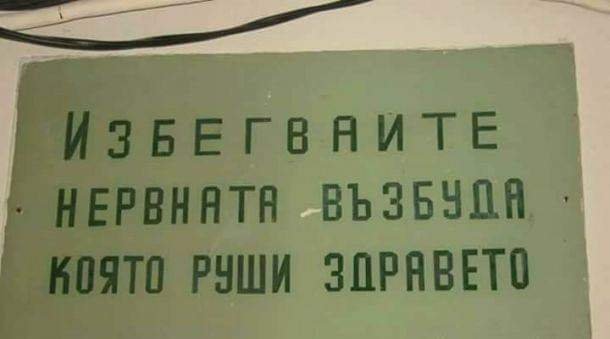 ИЗБЕГВАЙТЕ
НЕРВНАТА ВЪЗБУДА
КОЯТО РУШИ ЗДРАВЕТО